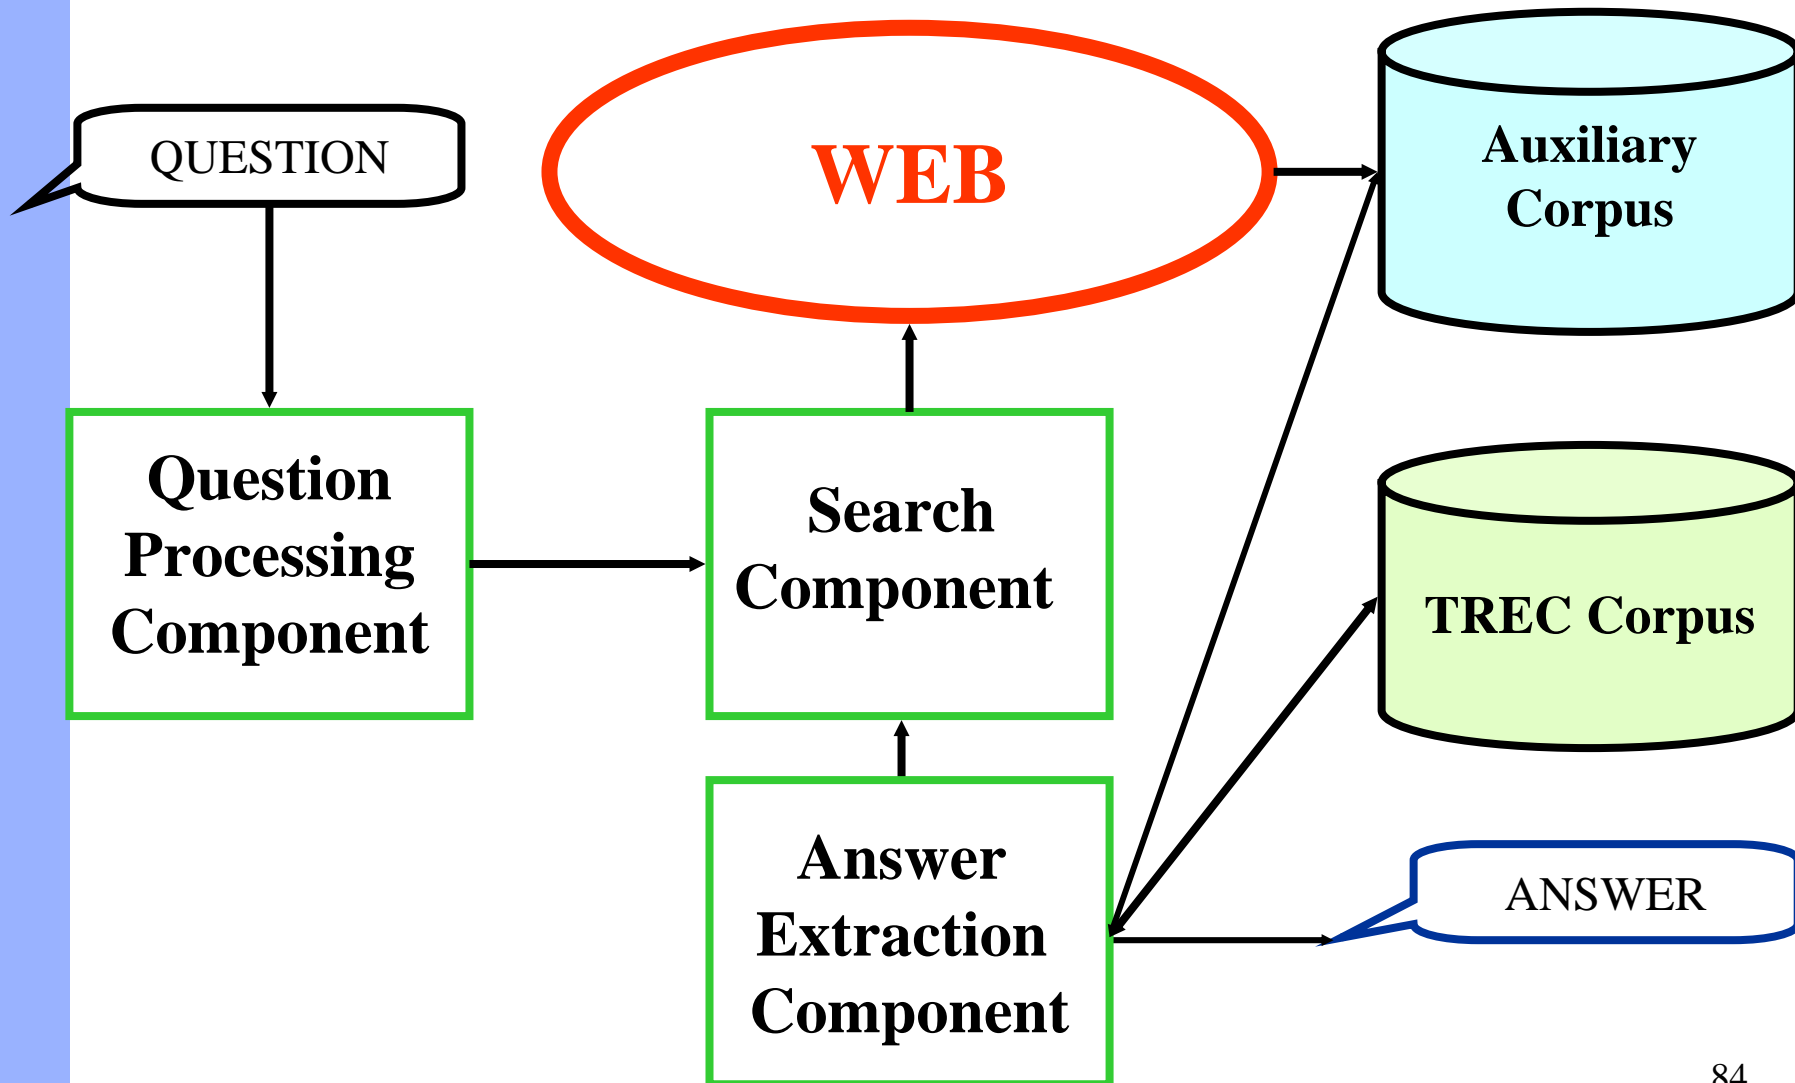 QUESTION
WEB
Auxiliary
Corpus
Question
Processing
Component
Search
Component
TREC Corpus
Answer
Extraction
Component
ANSWER
84